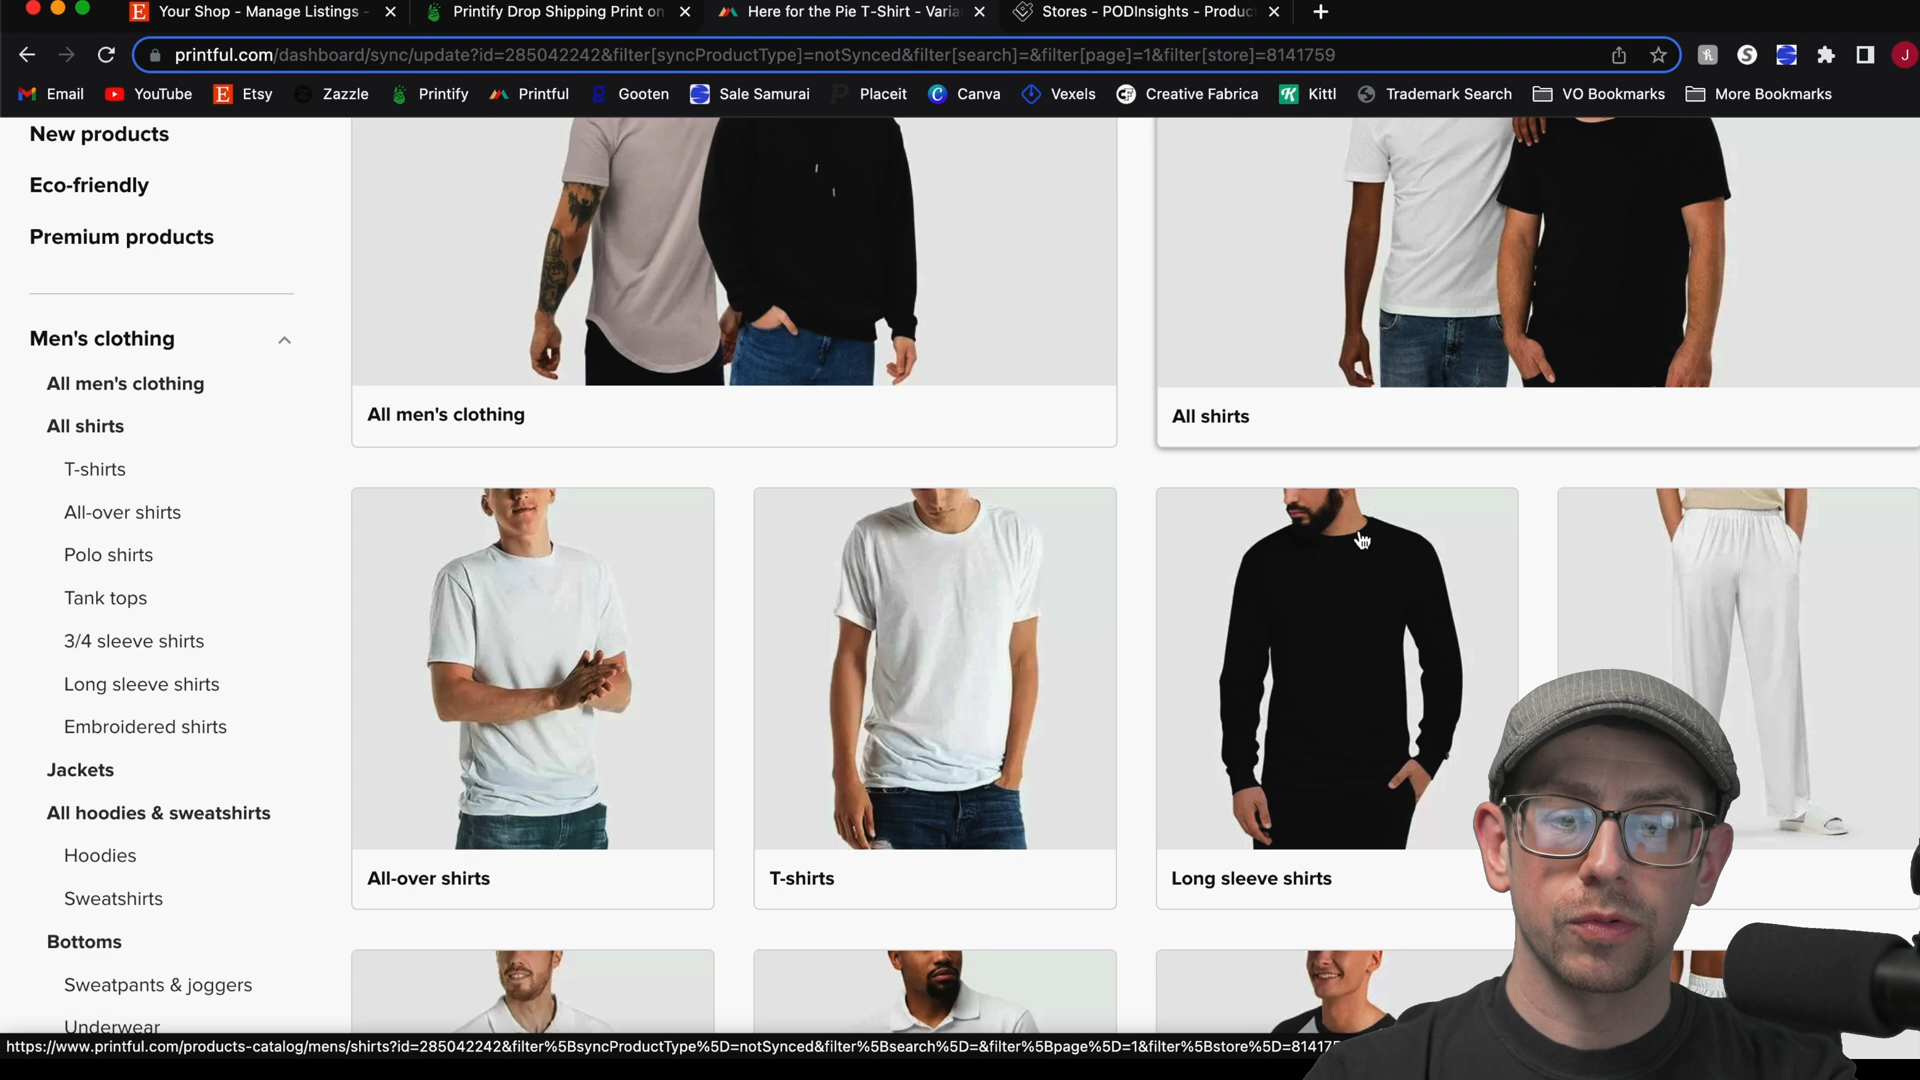 Your Shop - Manage Listings -
Printify Drop Shipping Print on
Here for the Pie T-Shirt - Varia
Stores - PODInsights - Produc
printful.com/dashboard/sync/update?id=285042242&filter[syncProductType]=notSynced&filter[search]=&filter[page]=1&filter[store]=8141759
J
Email YouTube Etsy Zazzle Printify Printful Gooten Sale Samurai Placeit Canva Vexels Creative Fabrica Kittl Trademark Search VO Bookmarks More Bookmarks
New products
Eco-friendly
Premium products
Men's clothing
All men's clothing
All shirts
T-shirts
All-over shirts
Polo shirts
Tank tops
3/4 sleeve shirts
Long sleeve shirts
Embroidered shirts
Jackets
All hoodies & sweatshirts
Hoodies
Sweatshirts
Bottoms
Sweatpants & joggers
Underwear
All men's clothing
All shirts
All-over shirts
T-shirts
Long sleeve shirts
https://www.printful.com/products-catalog/mens/shirts?id=285042242&filter%5BsyncProductType%5D=notSynced&filter%5Bsearch%5D=&filter%5Bpage%5D=1&filter%5Bstore%5D=814175